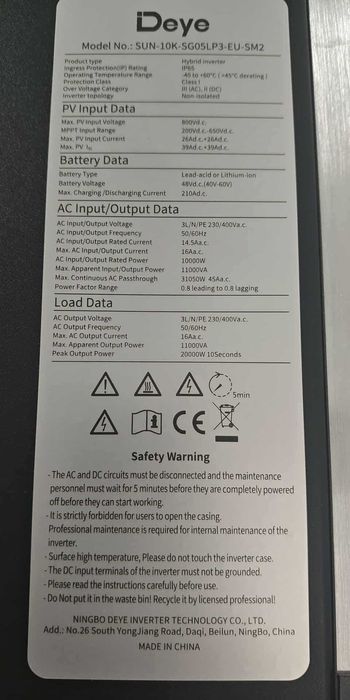 Deye
Model No.: SUN-10K-SG05LP3-EU-SM2
Product type Hybrid inverter
Ingress Protection(IP) Rating IP65
Operating Temperature Range -40 to +60℃ (>45℃ derating)
Protection Class Class I
Over Voltage Category III (AC), II (DC)
Inverter Topology Non isolated
PV Input Data
Max. PV Input Voltage 800Vd.c.
MPPT Input Range 200Vd.c.-650Vd.c.
Max. PV Input Current 26Ad.c.+26Ad.c.
Max. PV Isc 39Ad.c.+39Ad.c.
Battery Data
Battery Type Lead-acid or Lithium-Ion
Battery Voltage 48Vd.c.(40V-60V)
Max. Charging /Discharging Current 210Ad.c.
AC Input/Output Data
AC Input/Output Voltage 3L/N/PE 230/400Va.c.
AC Input/Output Frequency 50/60Hz
AC Input/Output Rated Current 14.5Aa.c.
Max. AC Input/Output Current 16Aa.c.
AC Input/Output Rated Power 10000W
Max. Apparent Input/Output Power 11000VA
Max. Continuous AC Passthrough 31050W 45Aa.c.
Power Factor Range 0.8 leading to 0.8 lagging
Load Data
AC Output Voltage 3L/N/PE 230/400Va.c.
AC Output Frequency 50/60Hz
Max. AC Output Current 16Aa.c.
Max. Apparent Output Power 11000VA
Peak Output Power 20000W 10Seconds
5min
CE
Safety Warning
- The AC and DC circuits must be disconnected and the maintenance
personnel must wait for 5 minutes before they are completely powered
off before they can start working.
- It is strictly forbidden for users to open the casing.
Professional maintenance is required for internal maintenance of the
inverter.
- Surface high temperature, Please do not touch the inverter case.
- The DC input terminals of the inverter must not be grounded.
- Please read the instructions carefully before use.
- Do Not put it in the waste bin! Recycle it by licensed professional!
NINGBO DEYE INVERTER TECHNOLOGY CO., LTD.
Add.: No.26 South YongJiang Road, Daqi, Beilun, NingBo, China
MADE IN CHINA